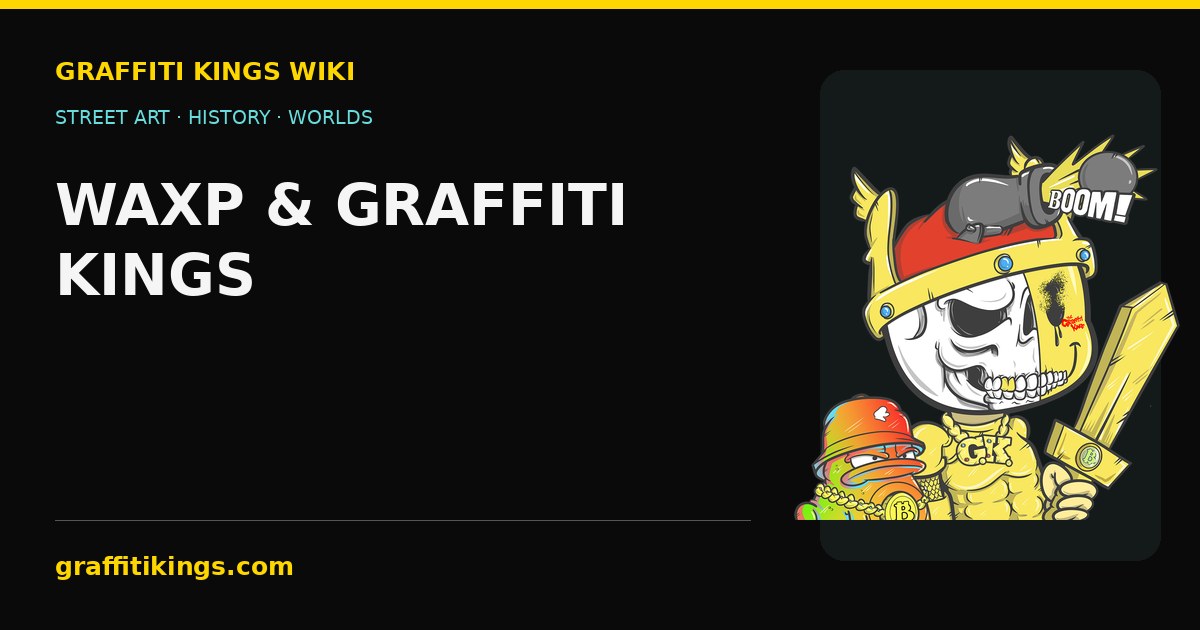 GRAFFITI KINGS WIKI
STREET ART · HISTORY · WORLDS
WAXP & GRAFFITI
KINGS
graffitikings.com
BOOM!
GK